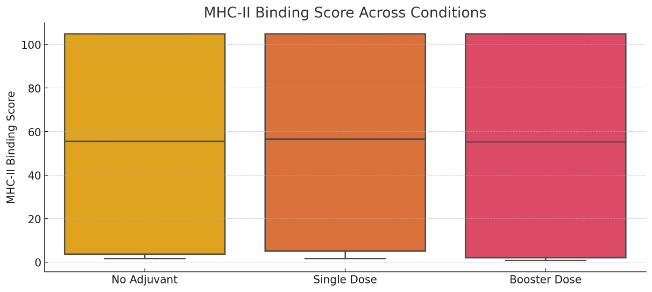 MHC-II Binding Score Across Conditions
MHC-II Binding Score
100
80
60
40
20
0
No Adjuvant
Single Dose
Booster Dose